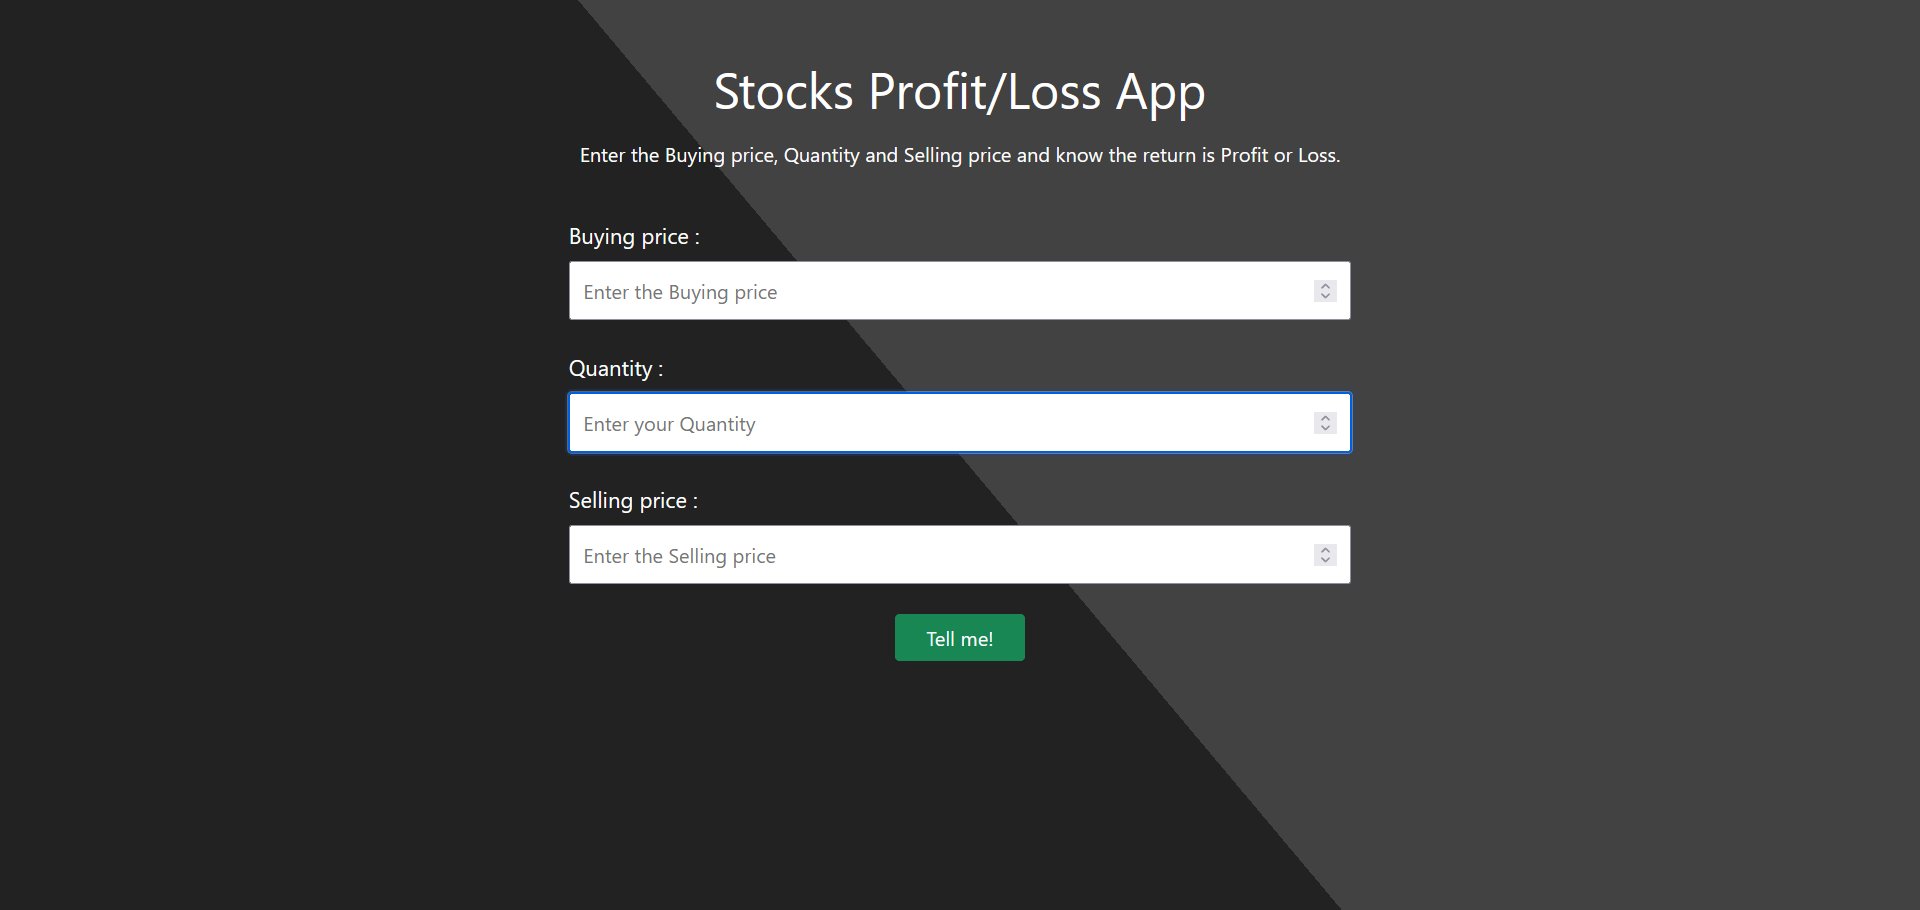 Stocks Profit/Loss App
Enter the Buying price, Quantity and Selling price and know the return is Profit or Loss.
Buying price :
Enter the Buying price
Quantity :
Enter your Quantity
Selling price :
Enter the Selling price
Tell me!